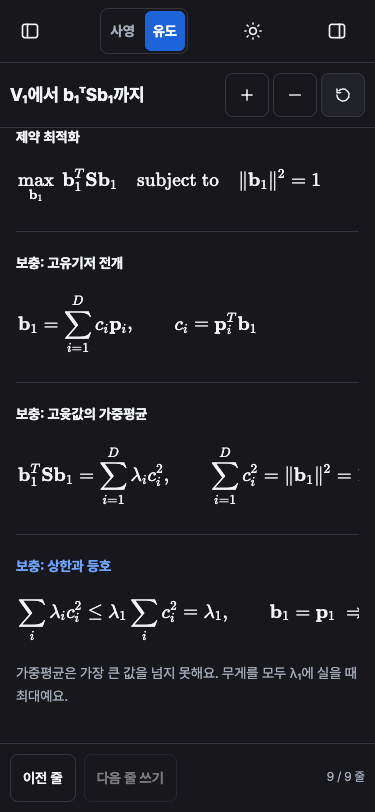 사영 유도
V₁에서 b₁ᵀSb₁까지
제약 최적화
max_{b₁} b₁ᵀSb₁ subject to ‖b₁‖² = 1
보충: 고유기저 전개
b₁ = ∑_{i=1}^{D} cᵢpᵢ, cᵢ = pᵢᵀb₁
보충: 고윳값의 가중평균
b₁ᵀSb₁ = ∑_{i=1}^{D} λᵢcᵢ², ∑_{i=1}^{D} cᵢ² = ‖b₁‖² =
보충: 상한과 등호
∑ᵢ λᵢcᵢ² ≤ λ₁ ∑ᵢ cᵢ² = λ₁, b₁ = p₁ ⇒
가중평균은 가장 큰 값을 넘지 못해요. 무게를 모두 λ₁에 실을 때
최대예요.
이전 줄 다음 줄 쓰기 9 / 9 줄